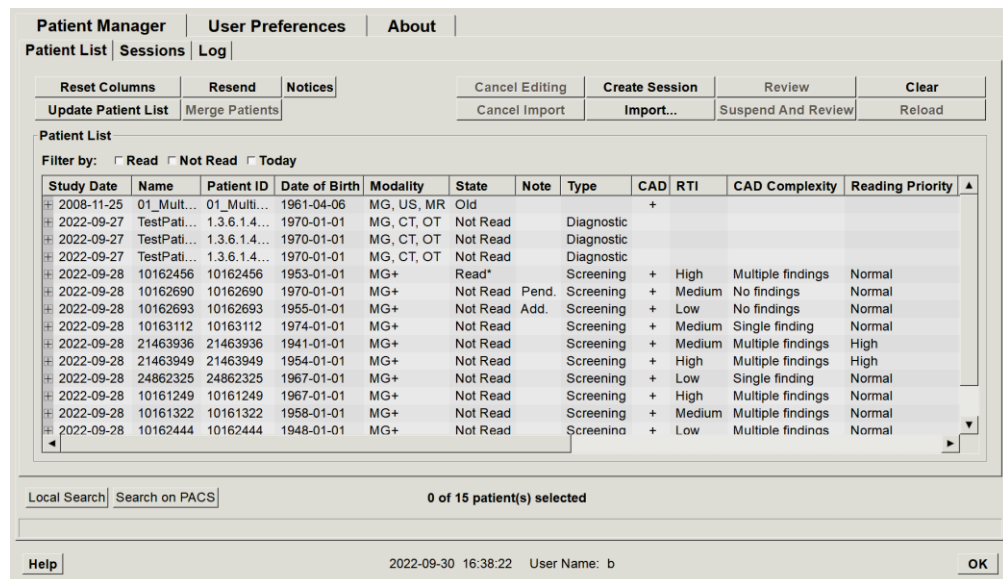 Patient Manager User Preferences About
Patient List Sessions Log
Reset Columns Resend Notices Cancel Editing Create Session Review Clear
Update Patient List Merge Patients Cancel Import Import... Suspend And Review Reload
Patient List
Filter by: Read Not Read Today
Study Date Name Patient ID Date of Birth Modality State Note Type CAD RTI CAD Complexity Reading Priority
2008-11-25 01_Mult... 01_Multi... 1961-04-06 MG, US, MR Old +
2022-09-27 TestPati... 1.3.6.1.4... 1970-01-01 MG, CT, OT Not Read Diagnostic
2022-09-27 TestPati... 1.3.6.1.4... 1970-01-01 MG, CT, OT Not Read Diagnostic
2022-09-27 TestPati... 1.3.6.1.4... 1970-01-01 MG, CT, OT Not Read Diagnostic
2022-09-28 10162456 10162456 1953-01-01 MG+ Read* Screening + High Multiple findings Normal
2022-09-28 10162690 10162690 1970-01-01 MG+ Not Read Pend. Screening + Medium No findings Normal
2022-09-28 10162693 10162693 1955-01-01 MG+ Not Read Add. Screening + Low No findings Normal
2022-09-28 10163112 10163112 1974-01-01 MG+ Not Read Screening + Medium Single finding Normal
2022-09-28 21463936 21463936 1941-01-01 MG+ Not Read Screening + Medium Multiple findings High
2022-09-28 21463949 21463949 1954-01-01 MG+ Not Read Screening + High Multiple findings High
2022-09-28 24862325 24862325 1967-01-01 MG+ Not Read Screening + Low Single finding Normal
2022-09-28 10161249 10161249 1967-01-01 MG+ Not Read Screening + High Multiple findings Normal
2022-09-28 10161322 10161322 1958-01-01 MG+ Not Read Screening + Medium Multiple findings Normal
2022-09-28 10162444 10162444 1948-01-01 MG+ Not Read Screening + Low Multiple findings Normal
Local Search Search on PACS 0 of 15 patient(s) selected
Help 2022-09-30 16:38:22 User Name: b OK